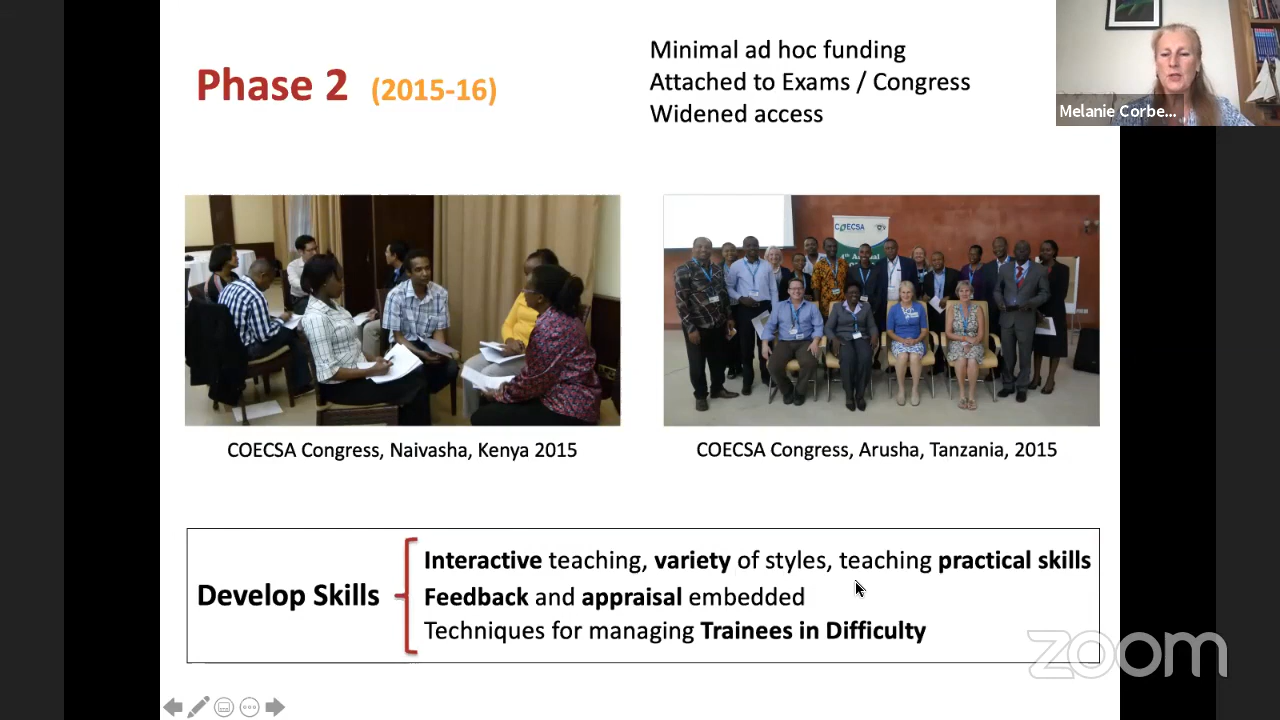 Phase 2 (2015-16)
Minimal ad hoc funding
Attached to Exams / Congress
Widened access
Melanie Corbe...
COECSA
4th Annual
COECSA Congress, Naivasha, Kenya 2015
COECSA Congress, Arusha, Tanzania, 2015
Develop Skills
Interactive teaching, variety of styles, teaching practical skills
Feedback and appraisal embedded
Techniques for managing Trainees in Difficulty
zoom